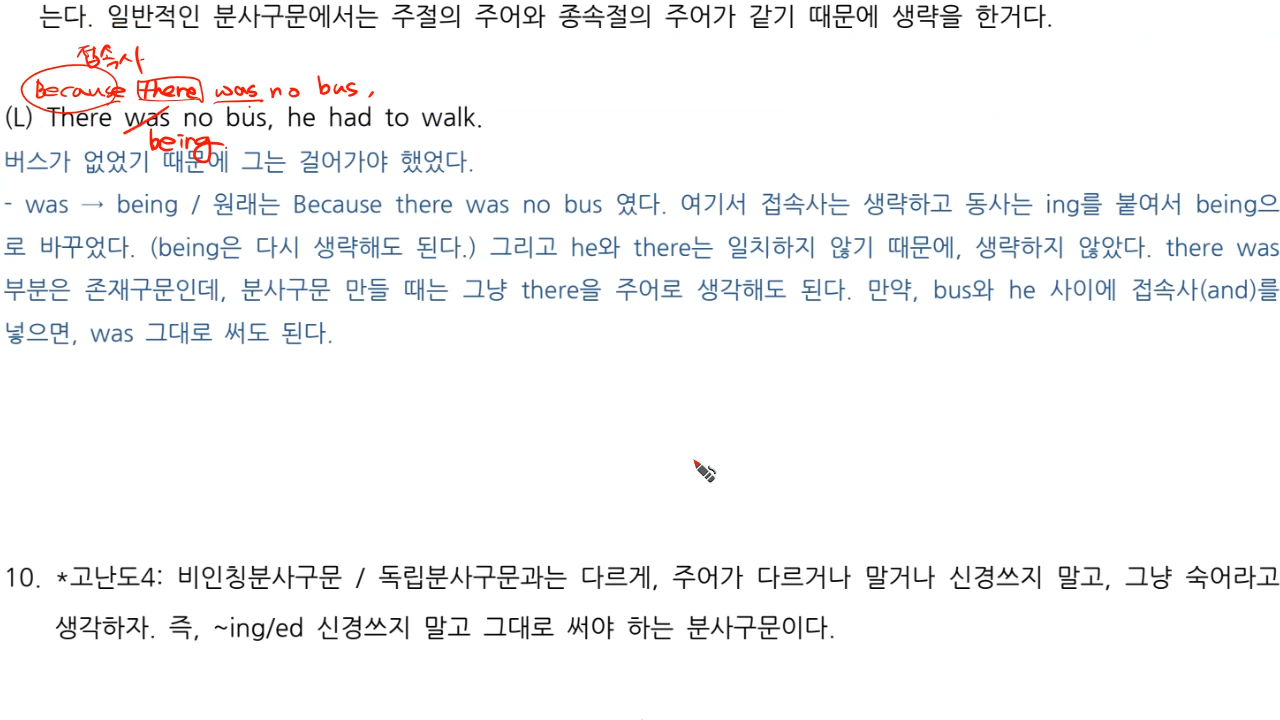 는다. 일반적인 분사구문에서는 주절의 주어와 종속절의 주어가 같기 때문에 생략을 한거다.
접속사
Because there was no bus,
(L) There was no bus, he had to walk.
being
버스가 없었기 때문에 그는 걸어가야 했었다.
- was → being / 원래는 Because there was no bus 였다. 여기서 접속사는 생략하고 동사는 ing를 붙여서 being으
로 바꾸었다. (being은 다시 생략해도 된다.) 그리고 he와 there는 일치하지 않기 때문에, 생략하지 않았다. there was
부분은 존재구문인데, 분사구문 만들 때는 그냥 there을 주어로 생각해도 된다. 만약, bus와 he 사이에 접속사(and)를
넣으면, was 그대로 써도 된다.
10. *고난도4: 비인칭분사구문 / 독립분사구문과는 다르게, 주어가 다르거나 말거나 신경쓰지 말고, 그냥 숙어라고
생각하자. 즉, ~ing/ed 신경쓰지 말고 그대로 써야 하는 분사구문이다.